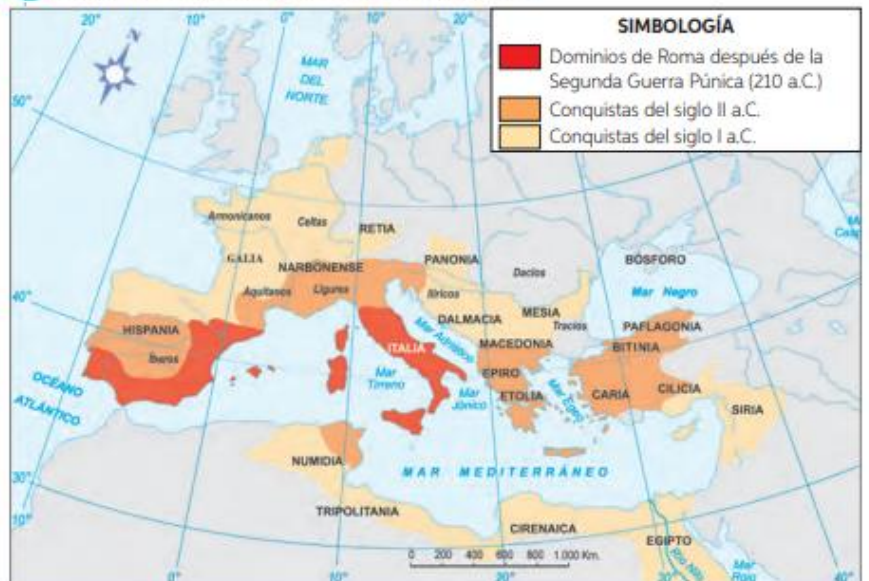 20°
10°
0°
10°
20°
SIMBOLOGÍA
Dominios de Roma después de la
Segunda Guerra Púnica (210 a.C.)
Conquistas del siglo II a.C.
Conquistas del siglo I a.C.
MAR
DEL
NORTE
50°
Armonicanos
Celtas
RETIA
GALIA
NARBONENSE
PANONIA
Dacios
BÓSFORO
Aquitanos
Ligures
Ilíricos
Mar Negro
40°
HISPANIA
Íberos
DALMACIA
MESIA
Tracios
PAFLAGONIA
Mar Adriático
MACEDONIA
BITINIA
ITALIA
Mar
Tirreno
EPIRO
ETOLIA
Mar
Jónico
Mar Egeo
CARIA
CILICIA
SIRIA
OCÉANO
ATLÁNTICO
NUMIDIA
MAR MEDITERRÁNEO
30°
TRIPOLITANIA
CIRENAICA
EGIPTO
Río Nilo
Mar
Rojo
10°
0 200 400 600 800 1,000 Km.
0°
10°
20°
30°
40°